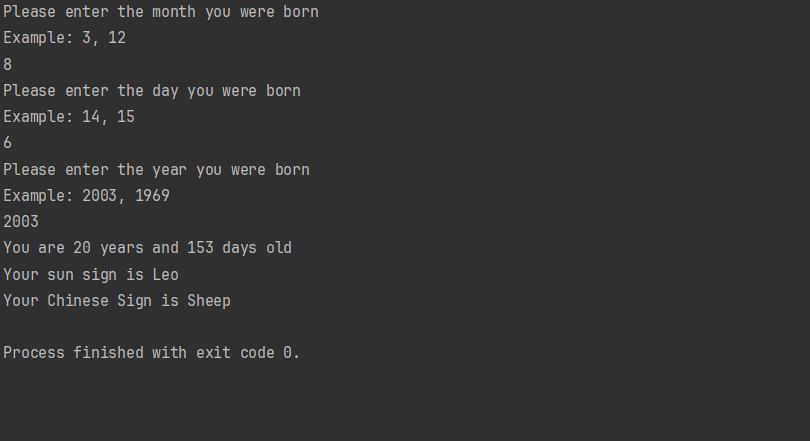 Please enter the month you were born
Example: 3, 12
8
Please enter the day you were born
Example: 14, 15
6
Please enter the year you were born
Example: 2003, 1969
2003
You are 20 years and 153 days old
Your sun sign is Leo
Your Chinese Sign is Sheep
Process finished with exit code 0.